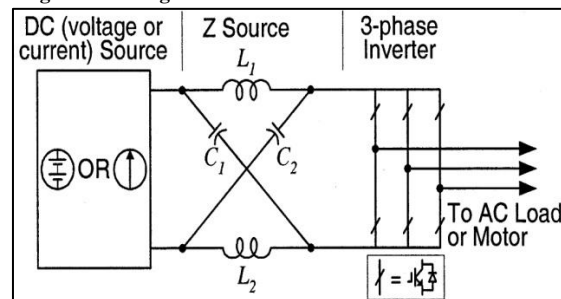 DC (voltage or
current) Source
Z Source
3-phase
Inverter
L1
OR
C1
C2
To AC Load
or Motor
L2
=